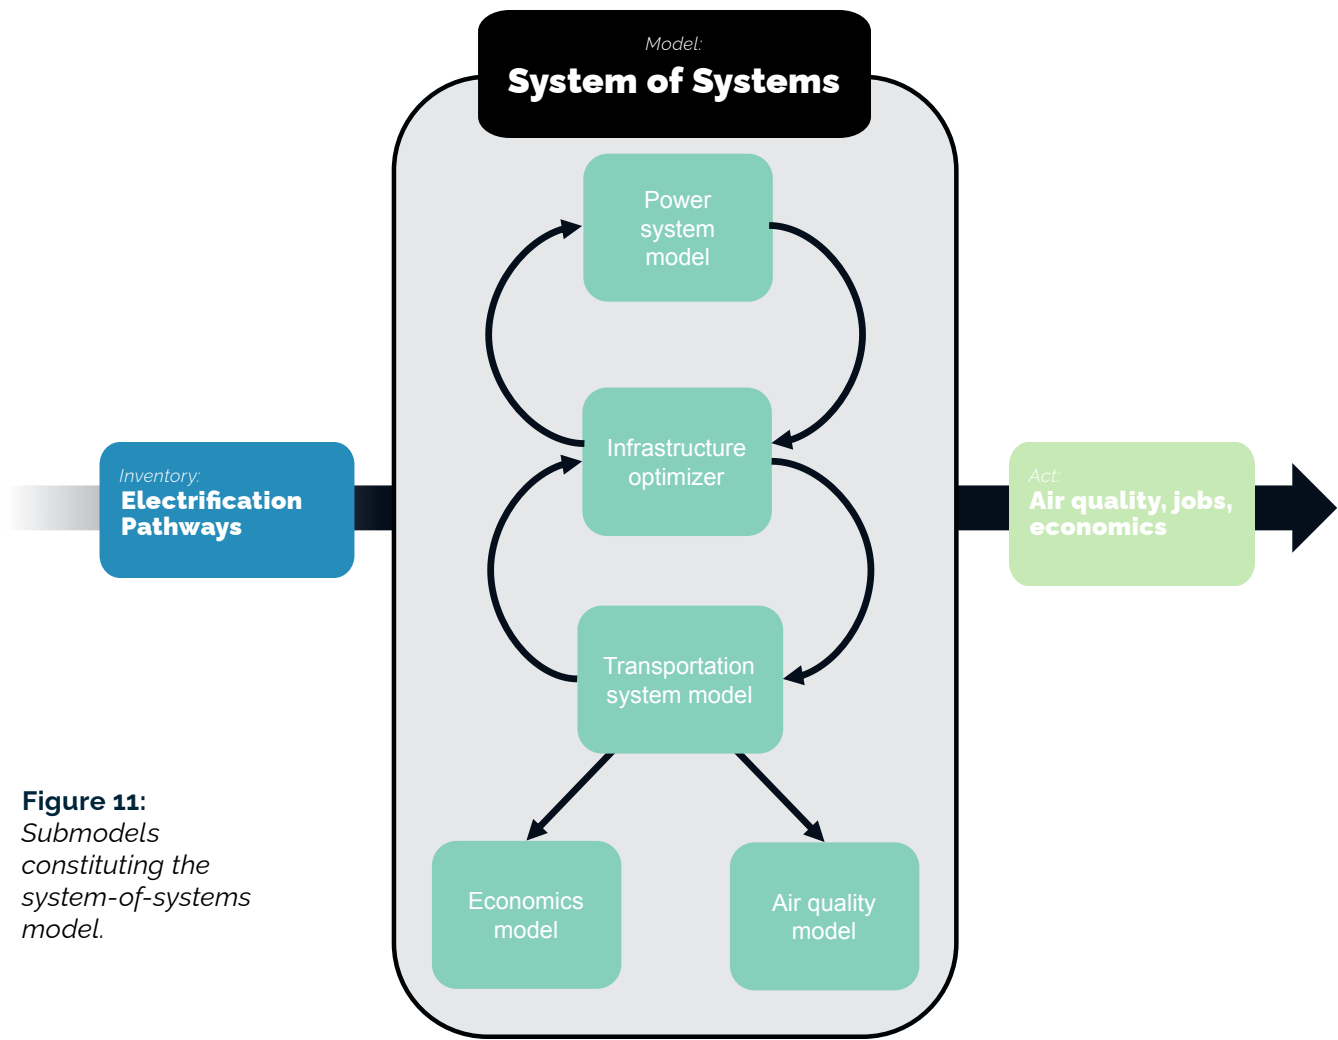 Model:
System of Systems
Power
system
model
Infrastructure
optimizer
Inventory:
Electrification
Pathways
Act:
Air quality, jobs,
economics
Transportation
system model
Figure 11:
Submodels
constituting the
system-of-systems
model.
Economics
model
Air quality
model